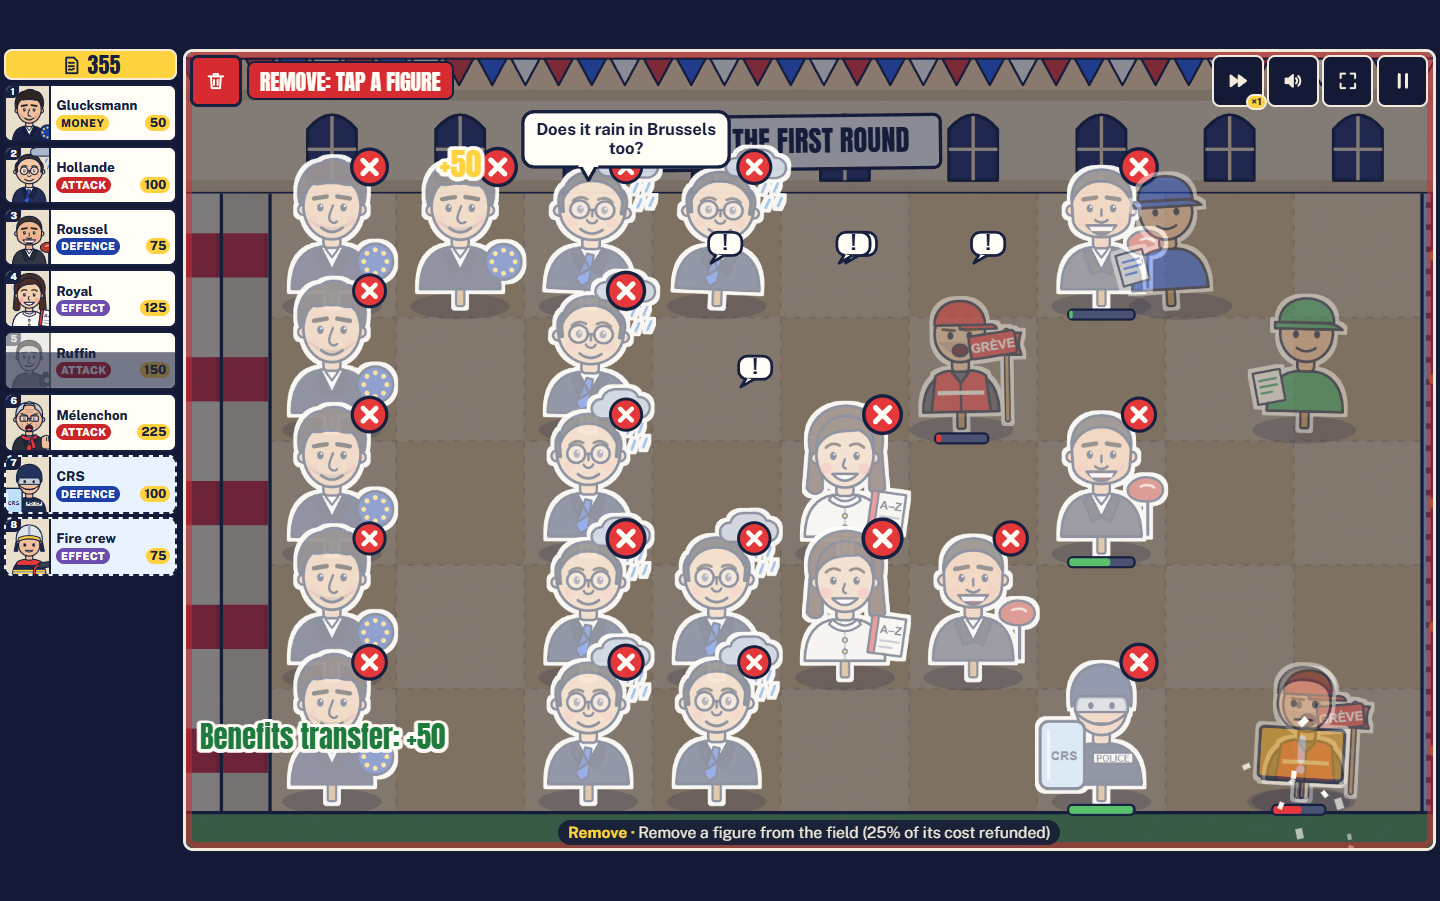 355
REMOVE: TAP A FIGURE
×1
1
Glucksmann
MONEY
50
2
Hollande
ATTACK
100
3
Roussel
DEFENCE
75
4
Royal
EFFECT
125
5
Ruffin
ATTACK
150
6
Mélenchon
ATTACK
225
7
CRS
DEFENCE
100
CRS
8
Fire crew
EFFECT
75
Does it rain in Brussels
too?
THE FIRST ROUND
+50
!
!
!
GRÈVE
!
A–Z
A–Z
GRÈVE
CRS
POLICE
Benefits transfer: +50
Remove · Remove a figure from the field (25% of its cost refunded)